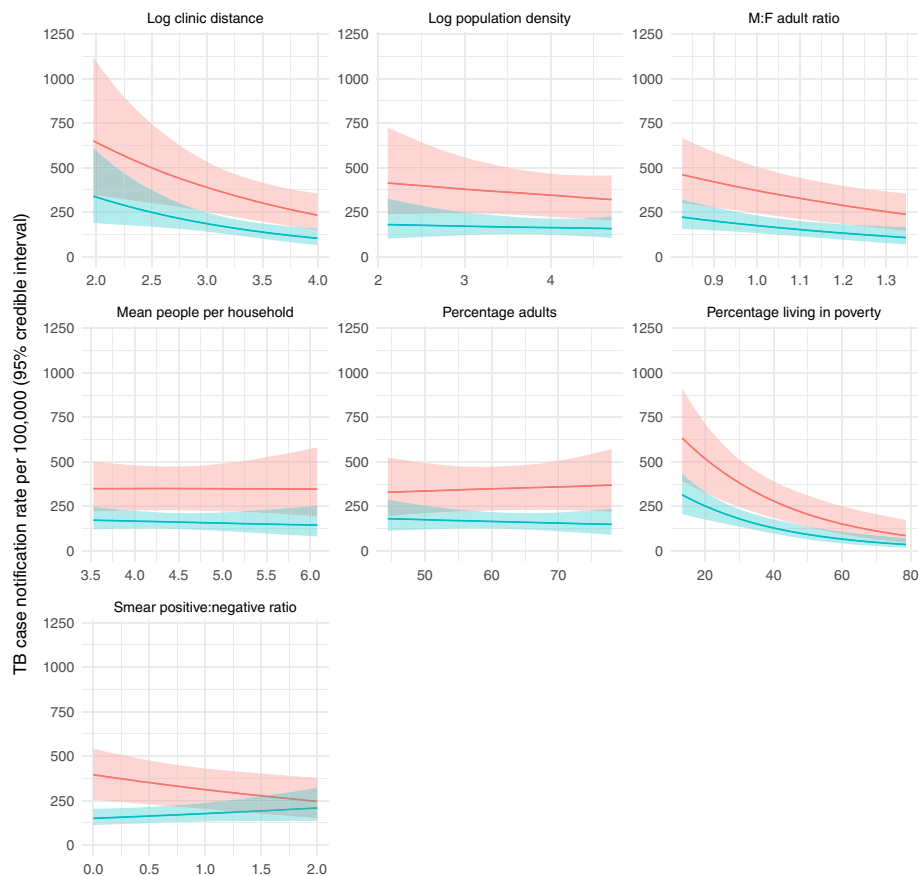 Log clinic distance
Log population density
M:F adult ratio
1250
1000
750
500
250
0
2.0 2.5 3.0 3.5 4.0
1250
1000
750
500
250
0
2 3 4
1250
1000
750
500
250
0
0.9 1.0 1.1 1.2 1.3
TB case notification rate per 100,000 (95% credible interval)
Mean people per household
Percentage adults
Percentage living in poverty
1250
1000
750
500
250
0
3.5 4.0 4.5 5.0 5.5 6.0
1250
1000
750
500
250
0
50 60 70
1250
1000
750
500
250
0
20 40 60 80
Smear positive:negative ratio
1250
1000
750
500
250
0
0.0 0.5 1.0 1.5 2.0